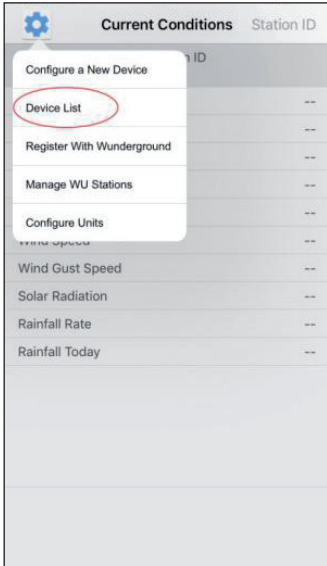 Current Conditions Station ID
ID
Configure a New Device
Device List
Register With Wunderground
Manage WU Stations
Configure Units
Wind Speed
Wind Gust Speed
Solar Radiation
Rainfall Rate
Rainfall Today
--
--
--
--
--
--
--
--
--
--